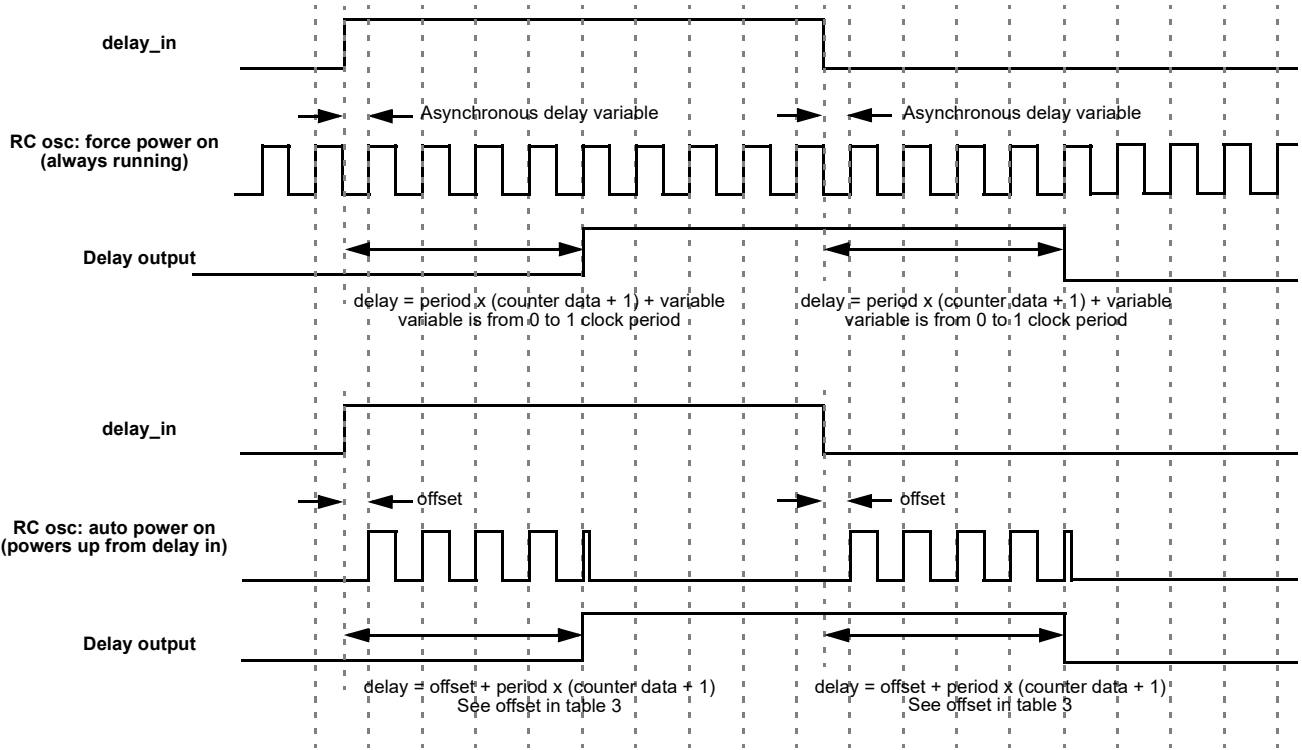 delay_in
Asynchronous delay variable
Asynchronous delay variable
RC osc: force power on
(always running)
Delay output
delay = period x (counter data + 1) + variable
variable is from 0 to 1 clock period
delay = period x (counter data + 1) + variable
variable is from 0 to 1 clock period
delay_in
offset
offset
RC osc: auto power on
(powers up from delay in)
Delay output
delay = offset + period x (counter data + 1)
See offset in table 3
delay = offset + period x (counter data + 1)
See offset in table 3